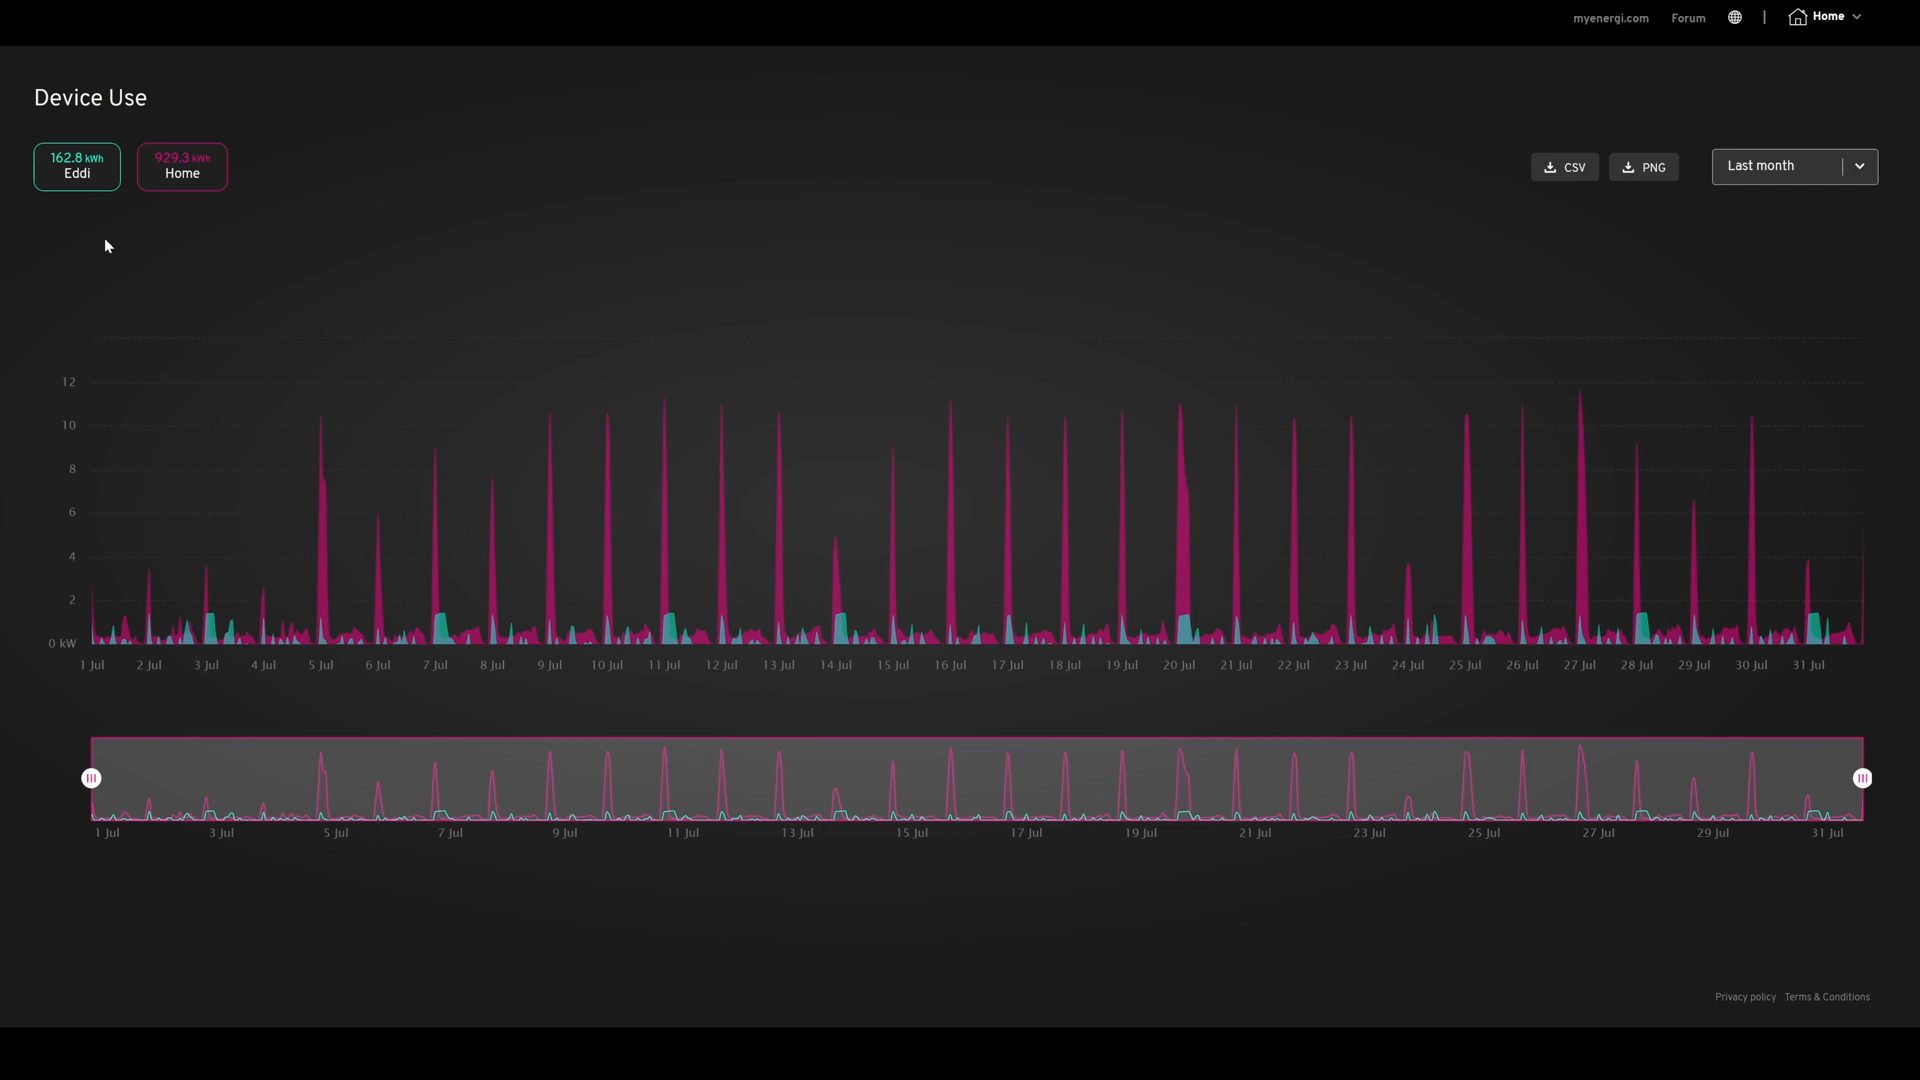 myenergi.com Forum | Home
Device Use
162.8 kWh
Eddi
929.3 kWh
Home
CSV
PNG
Last month
12
10
8
6
4
2
0 kW
1 Jul 2 Jul 3 Jul 4 Jul 5 Jul 6 Jul 7 Jul 8 Jul 9 Jul 10 Jul 11 Jul 12 Jul 13 Jul 14 Jul 15 Jul 16 Jul 17 Jul 18 Jul 19 Jul 20 Jul 21 Jul 22 Jul 23 Jul 24 Jul 25 Jul 26 Jul 27 Jul 28 Jul 29 Jul 30 Jul 31 Jul
1 Jul 3 Jul 5 Jul 7 Jul 9 Jul 11 Jul 13 Jul 15 Jul 17 Jul 19 Jul 21 Jul 23 Jul 25 Jul 27 Jul 29 Jul 31 Jul
Privacy policy Terms & Conditions